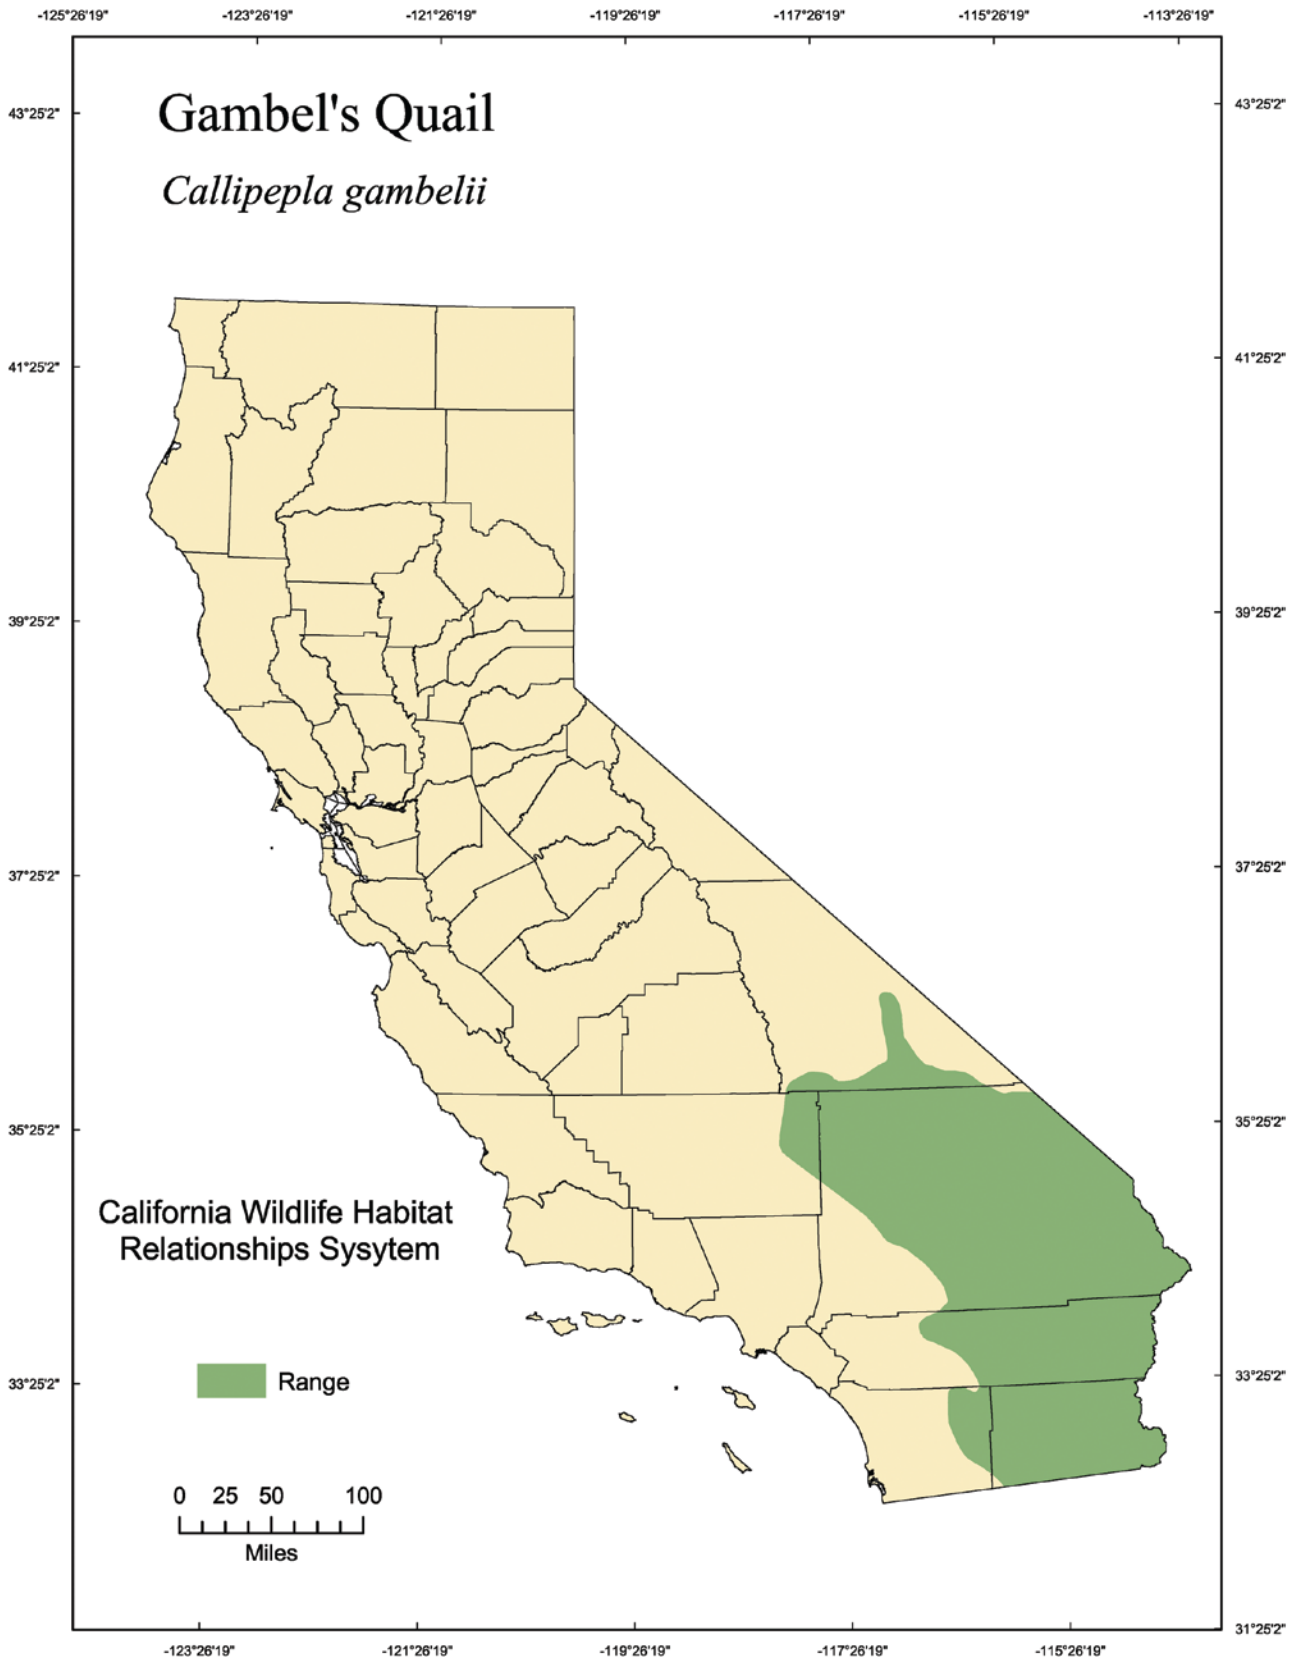 -125°26'19" -123°26'19" -121°26'19" -119°26'19" -117°26'19" -115°26'19" -113°26'19"
Gambel's Quail
Callipepla gambelii
43°25'2" 43°25'2"
41°25'2" 41°25'2"
39°25'2" 39°25'2"
37°25'2" 37°25'2"
35°25'2" 35°25'2"
California Wildlife Habitat
Relationships Sysytem
33°25'2" 33°25'2"
Range
0 25 50 100
Miles
31°25'2"
-123°26'19" -121°26'19" -119°26'19" -117°26'19" -115°26'19"